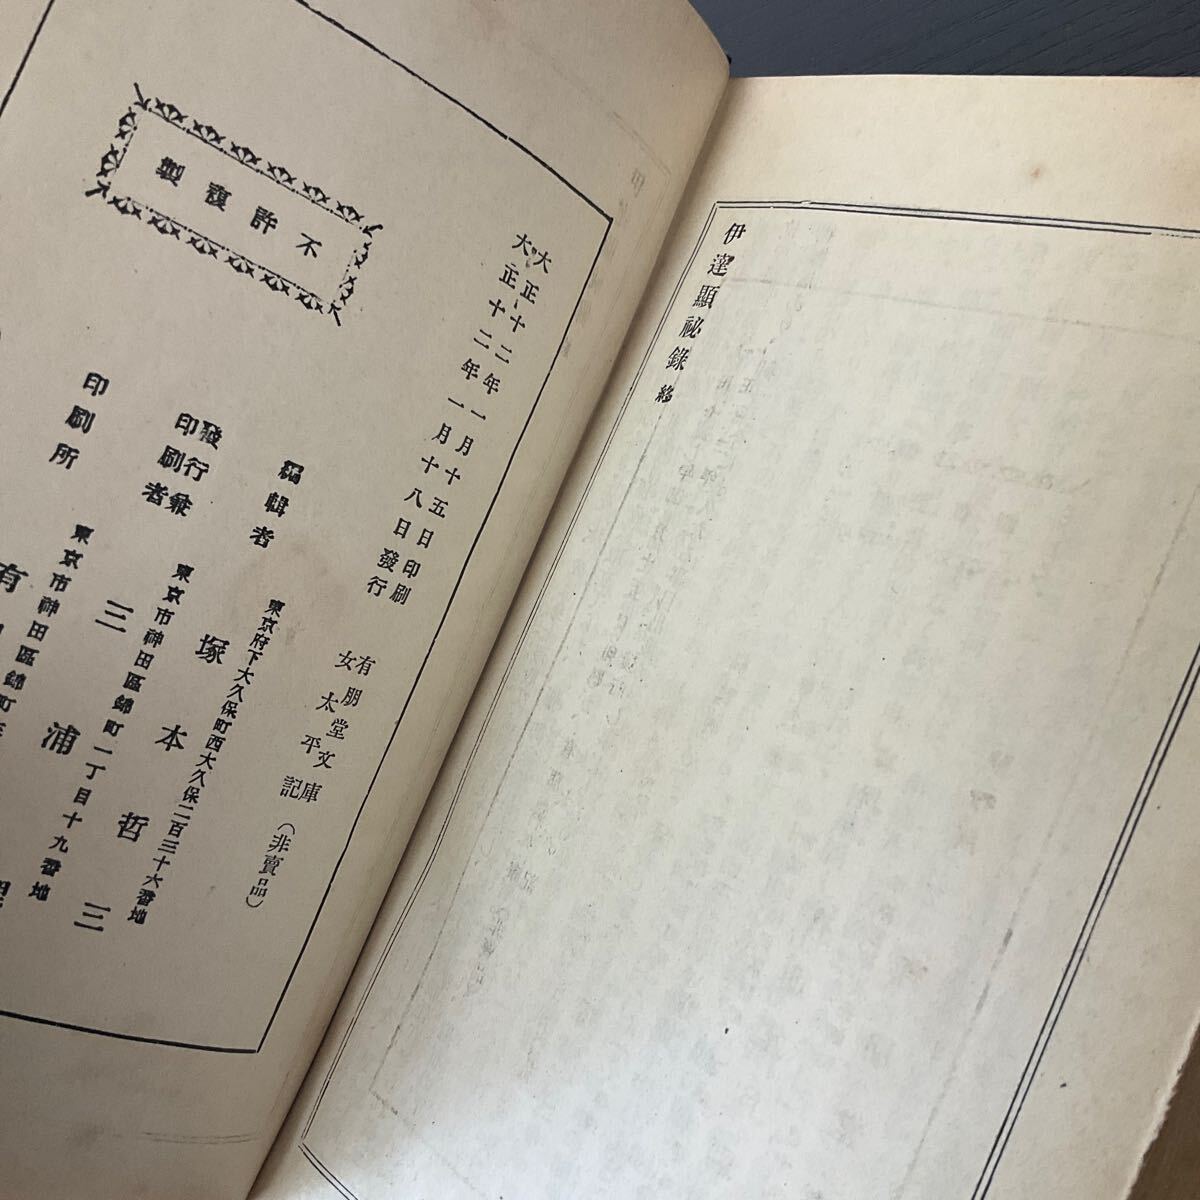 伊達顯祕錄 終
不許複製
大正十二年一月十五日印刷
大正十二年一月十八日發行
有朋堂文庫
女太平記
（非賣品）
編輯者
東京府下大久保町西大久保二百三十六番地
塚本哲三
發行兼
印刷者
東京市神田區錦町一丁目十九番地
三浦
印刷所
東京市神田區錦町
有